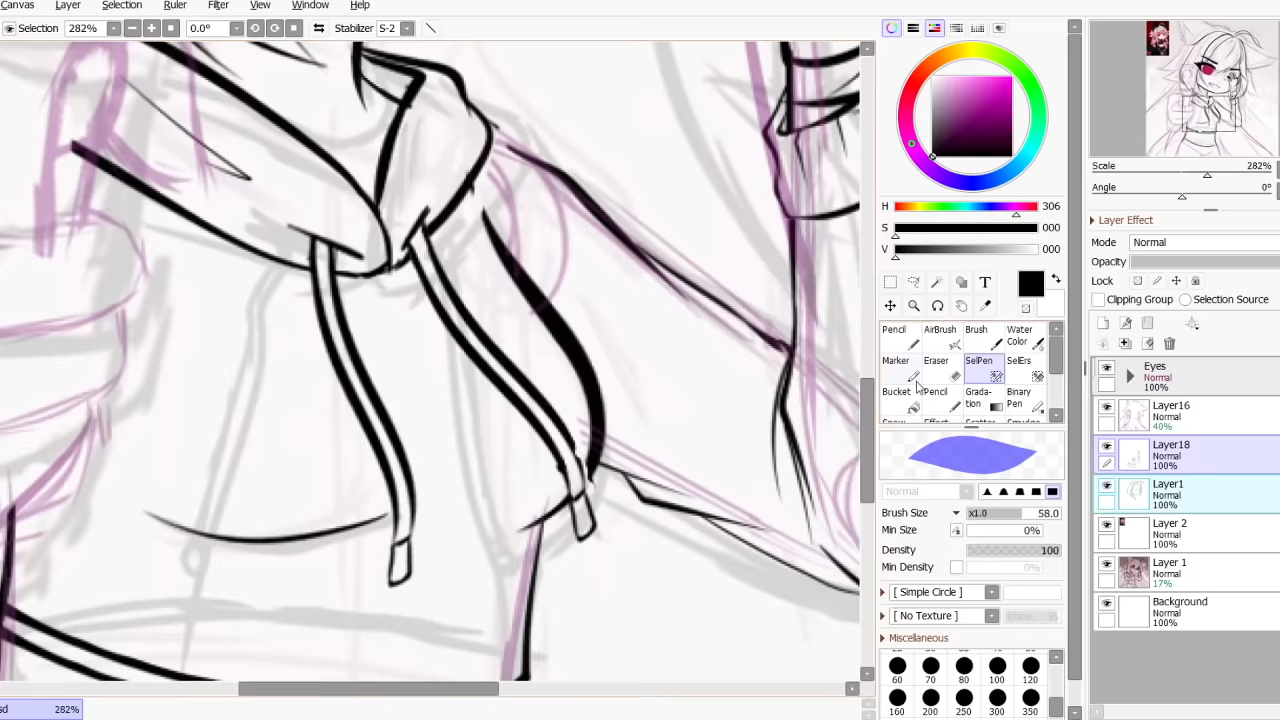 Canvas Layer Selection Ruler Filter View Window Help
Selection 282% 0.0° Stabilizer S-2
Scale 282%
Angle 0°
H 306
S 000
V 000
Layer Effect
Mode Normal
Opacity
Lock
Clipping Group Selection Source
T
Pencil AirBrush Brush Water Color
Marker Eraser SelPen SelErs
Bucket Pencil Grada-tion Binary Pen
Normal
Brush Size x1.0 58.0
Min Size 0%
Density 100
Min Density 0%
[ Simple Circle ]
[ No Texture ]
Miscellaneous
60 70 80 100 120
160 200 250 300 350
Eyes
Normal
100%
Layer16
Normal
40%
Layer18
Normal
100%
Layer1
Normal
100%
Layer 2
Normal
100%
Layer 1
Normal
17%
Background
Normal
100%
sd 282%